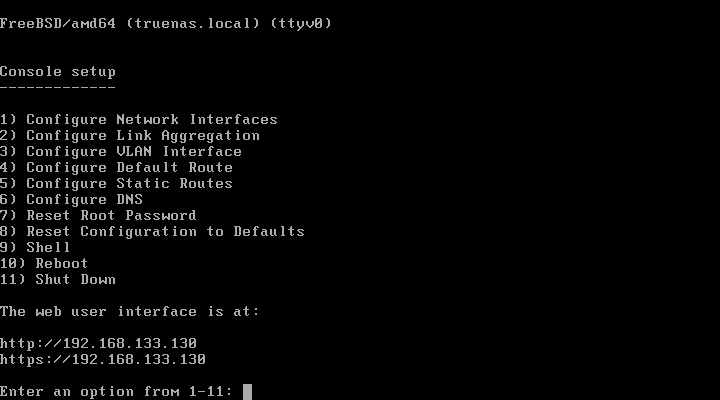 FreeBSD/amd64 (truenas.local) (ttyv0)
Console setup
-------------
1) Configure Network Interfaces
2) Configure Link Aggregation
3) Configure VLAN Interface
4) Configure Default Route
5) Configure Static Routes
6) Configure DNS
7) Reset Root Password
8) Reset Configuration to Defaults
9) Shell
10) Reboot
11) Shut Down
The web user interface is at:
http://192.168.133.130
https://192.168.133.130
Enter an option from 1-11: